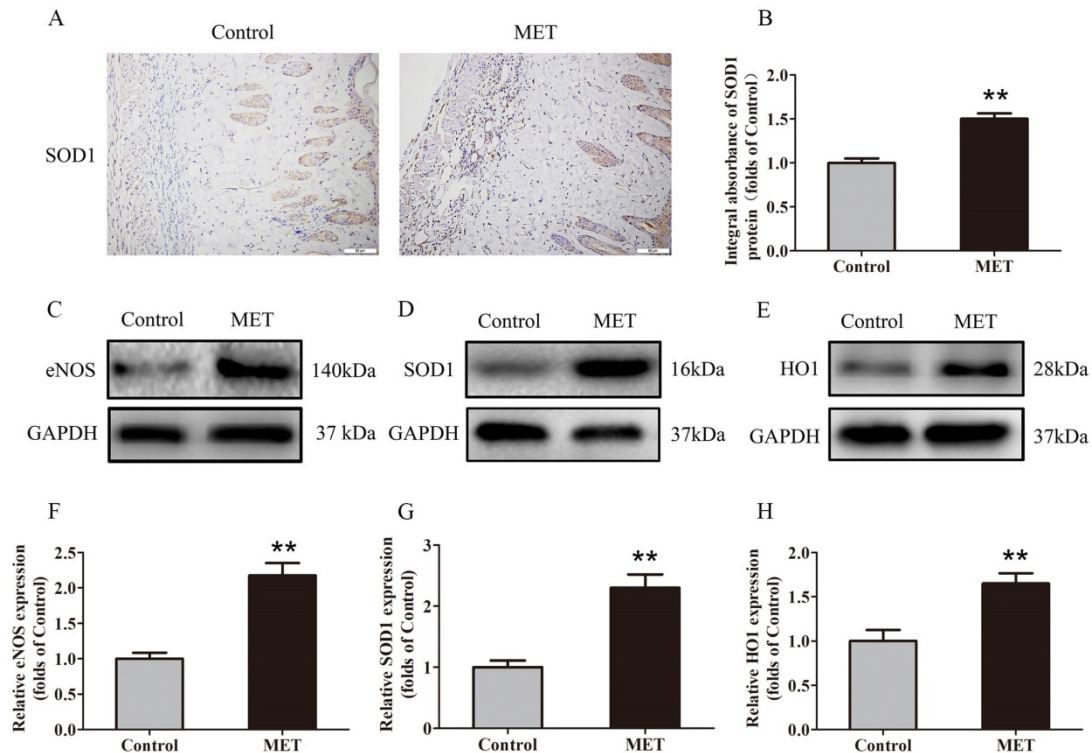 A
Control
MET
SOD1
B
Integral absorbance of SOD1
protein (folds of Control)
2.0
1.5
1.0
0.5
0.0
**
Control
MET
C
Control
MET
eNOS
140kDa
GAPDH
37 kDa
D
Control
MET
SOD1
16kDa
GAPDH
37kDa
E
Control
MET
HO1
28kDa
GAPDH
37kDa
F
Relative eNOS expression
(folds of Control)
2.5
2.0
1.5
1.0
0.5
0.0
**
Control
MET
G
Relative SOD1 expression
(folds of Control)
3
2
1
0
**
Control
MET
H
Relative HO1 expression
(folds of Control)
2.0
1.5
1.0
0.5
0.0
**
Control
MET